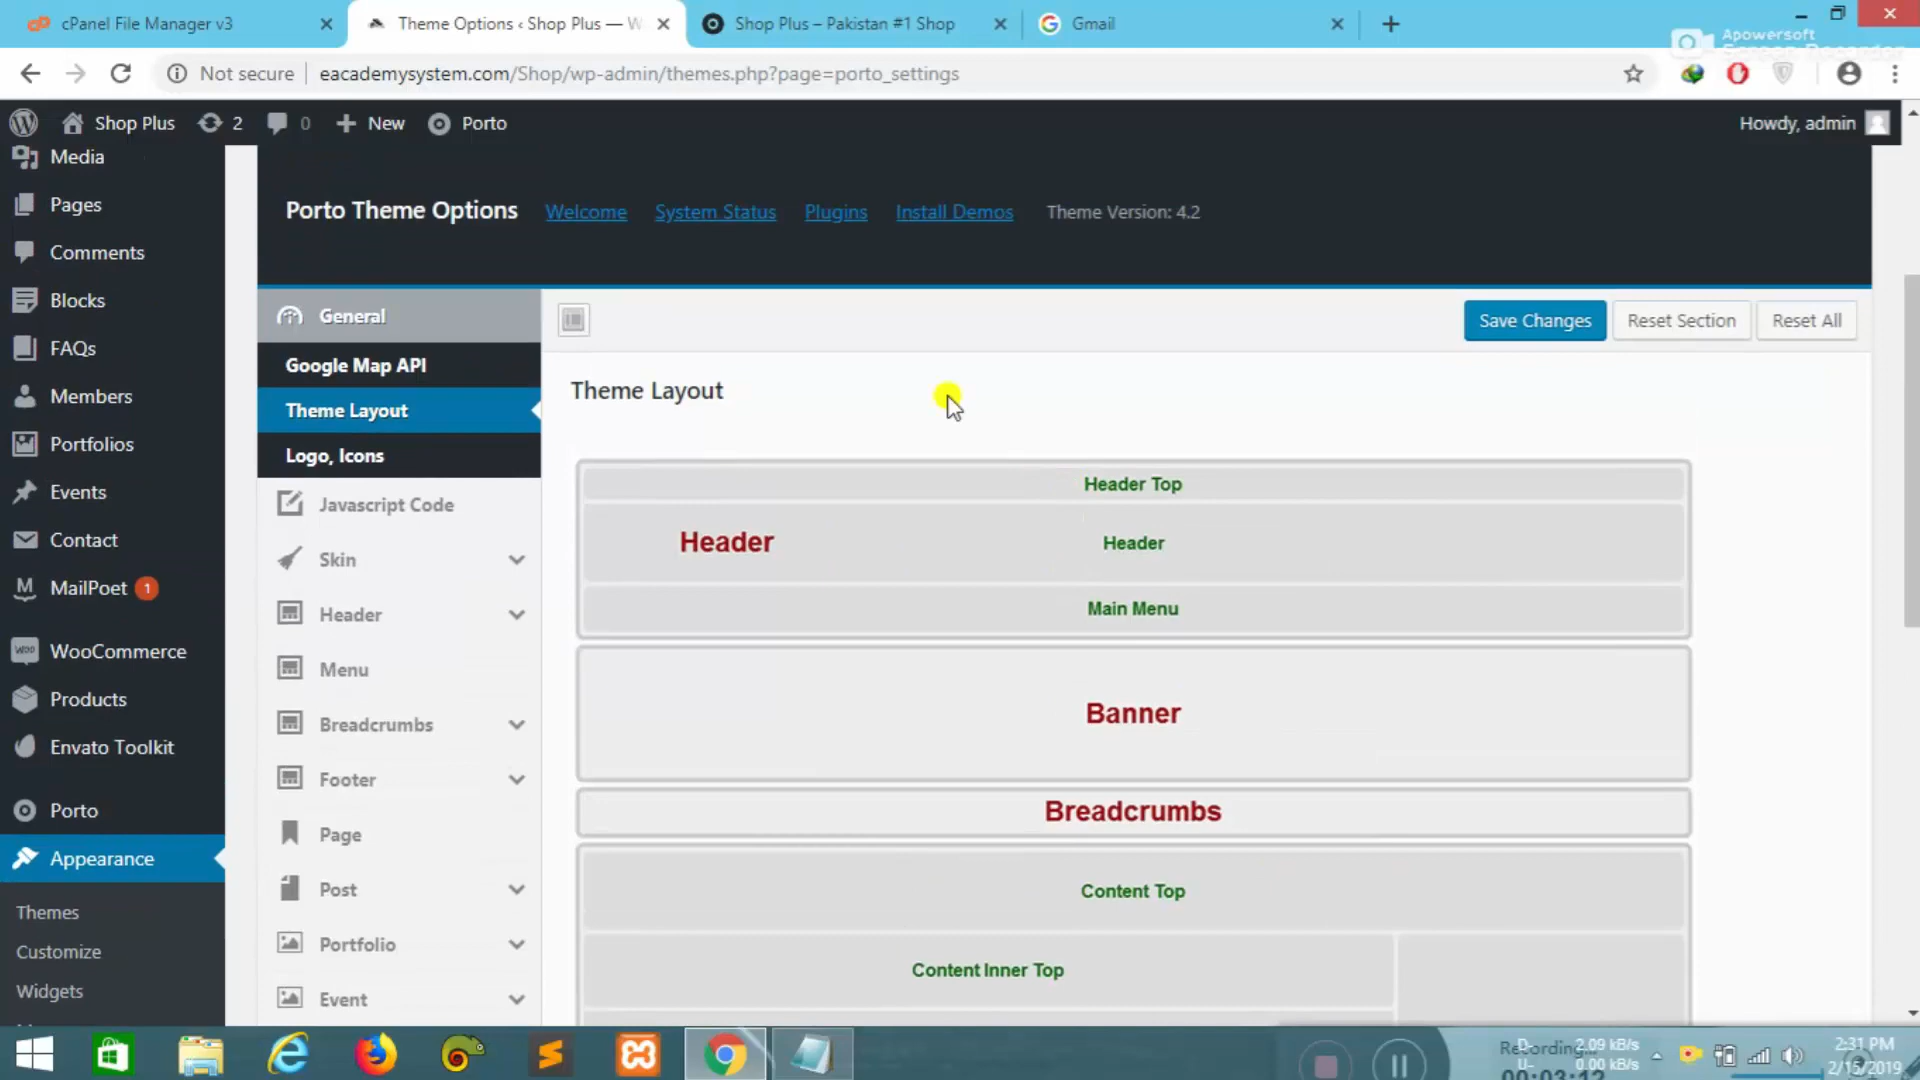 cPanel File Manager v3
Theme Options ‹ Shop Plus — W
Shop Plus – Pakistan #1 Shop
Gmail
Apowersoft
Screen Recorder
Not secure
eacademysystem.com/Shop/wp-admin/themes.php?page=porto_settings
Shop Plus
2
0
New
Porto
Howdy, admin
Media
Pages
Comments
Blocks
FAQs
Members
Portfolios
Events
Contact
MailPoet 1
WooCommerce
Products
Envato Toolkit
Porto
Appearance
Themes
Customize
Widgets
Porto Theme Options
Welcome
System Status
Plugins
Install Demos
Theme Version: 4.2
General
Google Map API
Theme Layout
Logo, Icons
Javascript Code
Skin
Header
Menu
Breadcrumbs
Footer
Page
Post
Portfolio
Event
Save Changes
Reset Section
Reset All
Theme Layout
Header Top
Header
Header
Main Menu
Banner
Breadcrumbs
Content Top
Content Inner Top
Recording...
00:03:12
D- 2.09 kB/s
U- 0.00 kB/s
2:31 PM
2/15/2019